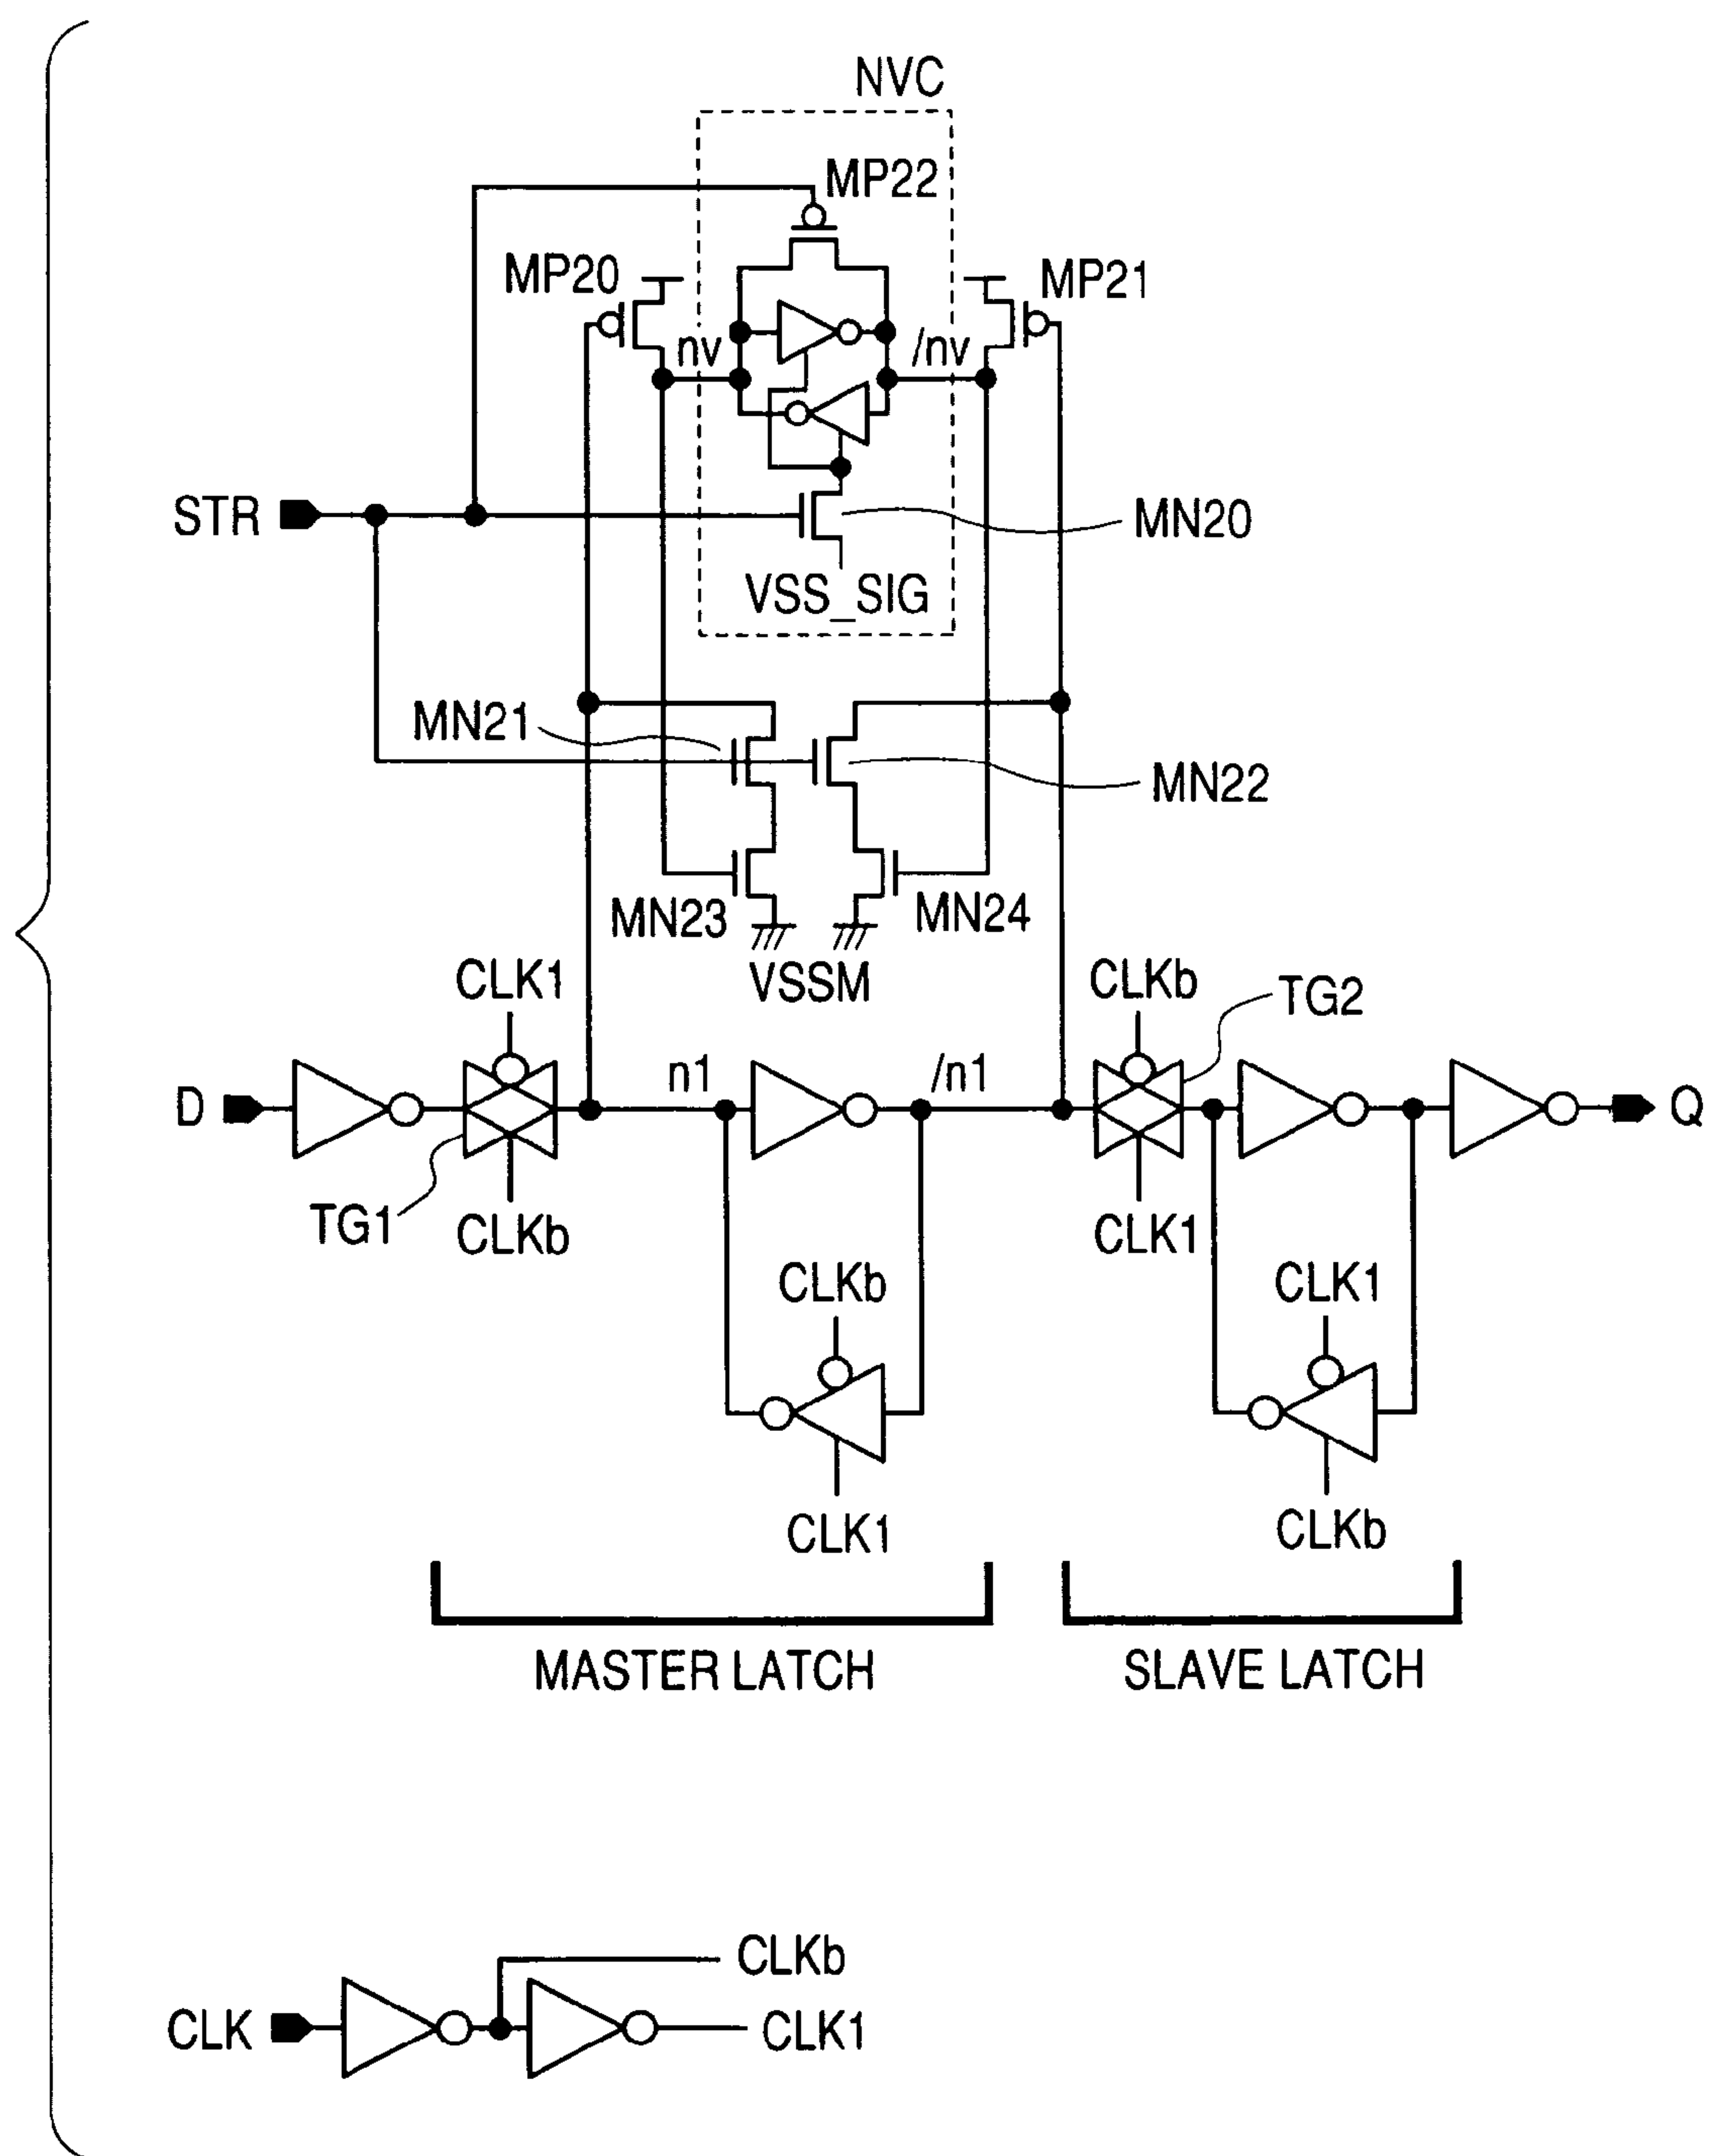 NVC
MP22
MP20
MP21
nv
/nv
STR
MN20
VSS_SIG
MN21
MN22
MN23
MN24
VSSM
CLK1
CLKb
TG2
D
n1
/n1
Q
TG1
CLKb
CLK1
CLKb
CLK1
CLK1
CLKb
MASTER LATCH
SLAVE LATCH
CLKb
CLK
CLK1